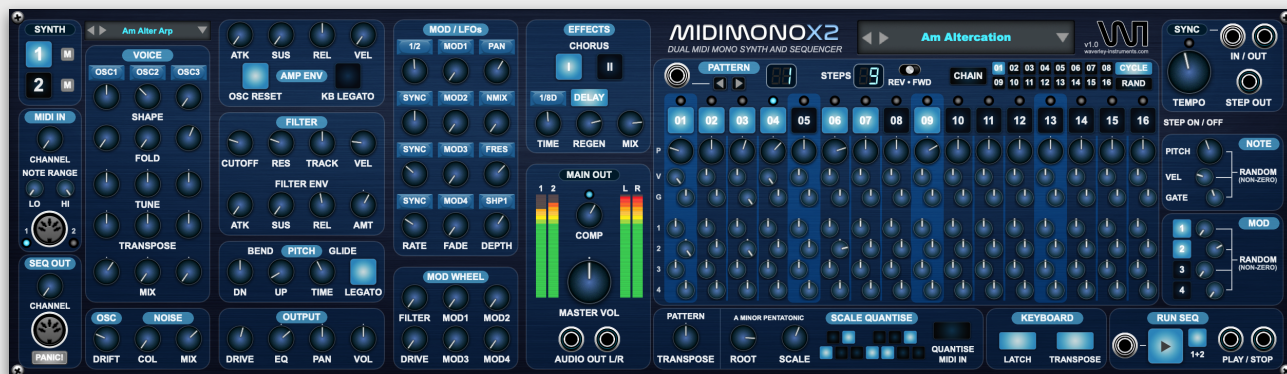 SYNTH
1 M
2 M
MIDI IN
CHANNEL
NOTE RANGE
LO HI
1 2
SEQ OUT
CHANNEL
PANIC!
Am Alter Arp
VOICE
OSC1 OSC2 OSC3
SHAPE
FOLD
TUNE
TRANSPOSE
MIX
OSC NOISE
DRIFT COL MIX
ATK SUS REL VEL
AMP ENV
OSC RESET KB LEGATO
FILTER
CUTOFF RES TRACK VEL
FILTER ENV
ATK SUS REL AMT
BEND PITCH GLIDE
DN UP TIME LEGATO
OUTPUT
DRIVE EQ PAN VOL
MOD / LFOs
1/2 MOD1 PAN
SYNC MOD2 NMIX
SYNC MOD3 FRES
SYNC MOD4 SHP1
RATE FADE DEPTH
MOD WHEEL
FILTER MOD1 MOD2
DRIVE MOD3 MOD4
EFFECTS
CHORUS
I II
1/8D DELAY
TIME REGEN MIX
MAIN OUT
1 2 L R
COMP
MASTER VOL
AUDIO OUT L/R
MIDIMONOX2
DUAL MIDI MONO SYNTH AND SEQUENCER
Am Altercation
v1.0
waverley-instruments.com
PATTERN 1 STEPS 9 REV • FWD CHAIN
01 02 03 04 05 06 07 08 CYCLE
09 10 11 12 13 14 15 16 RAND
01 02 03 04 05 06 07 08 09 10 11 12 13 14 15 16
P
V
G
1
2
3
4
PATTERN
TRANSPOSE
A MINOR PENTATONIC
SCALE QUANTISE
ROOT SCALE
QUANTISE
MIDI IN
KEYBOARD
LATCH TRANSPOSE
SYNC
IN / OUT
TEMPO STEP OUT
STEP ON / OFF
NOTE
PITCH
VEL
GATE
RANDOM
(NON-ZERO)
MOD
1
2
3
4
RANDOM
(NON-ZERO)
RUN SEQ
1+2
PLAY / STOP